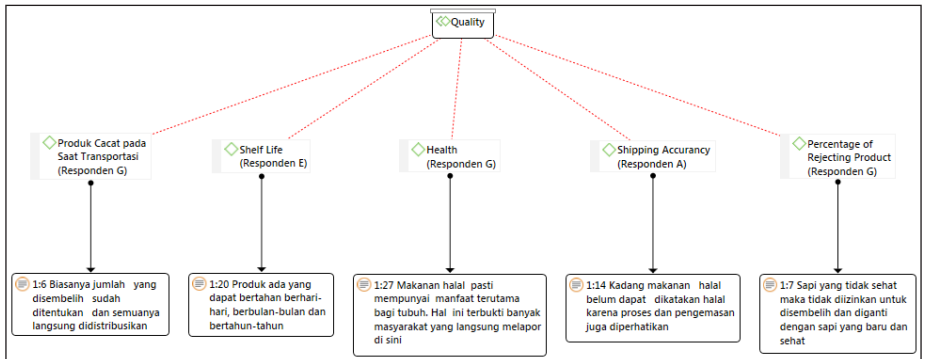 Quality
Produk Cacat pada
Saat Transportasi
(Responden G)
Shelf Life
(Responden E)
Health
(Responden G)
Shipping Accurancy
(Responden A)
Percentage of
Rejecting Product
(Responden G)
1:6 Biasanya jumlah yang
disembelih sudah
ditentukan dan semuanya
langsung didistribusikan
1:20 Produk ada yang
dapat bertahan berhari-
hari, berbulan-bulan dan
bertahun-tahun
1:27 Makanan halal pasti
mempunyai manfaat terutama
bagi tubuh. Hal ini terbukti banyak
masyarakat yang langsung melapor
di sini
1:14 Kadang makanan halal
belum dapat dikatakan halal
karena proses dan pengemasan
juga diperhatikan
1:7 Sapi yang tidak sehat
maka tidak diizinkan untuk
disembelih dan diganti
dengan sapi yang baru dan
sehat